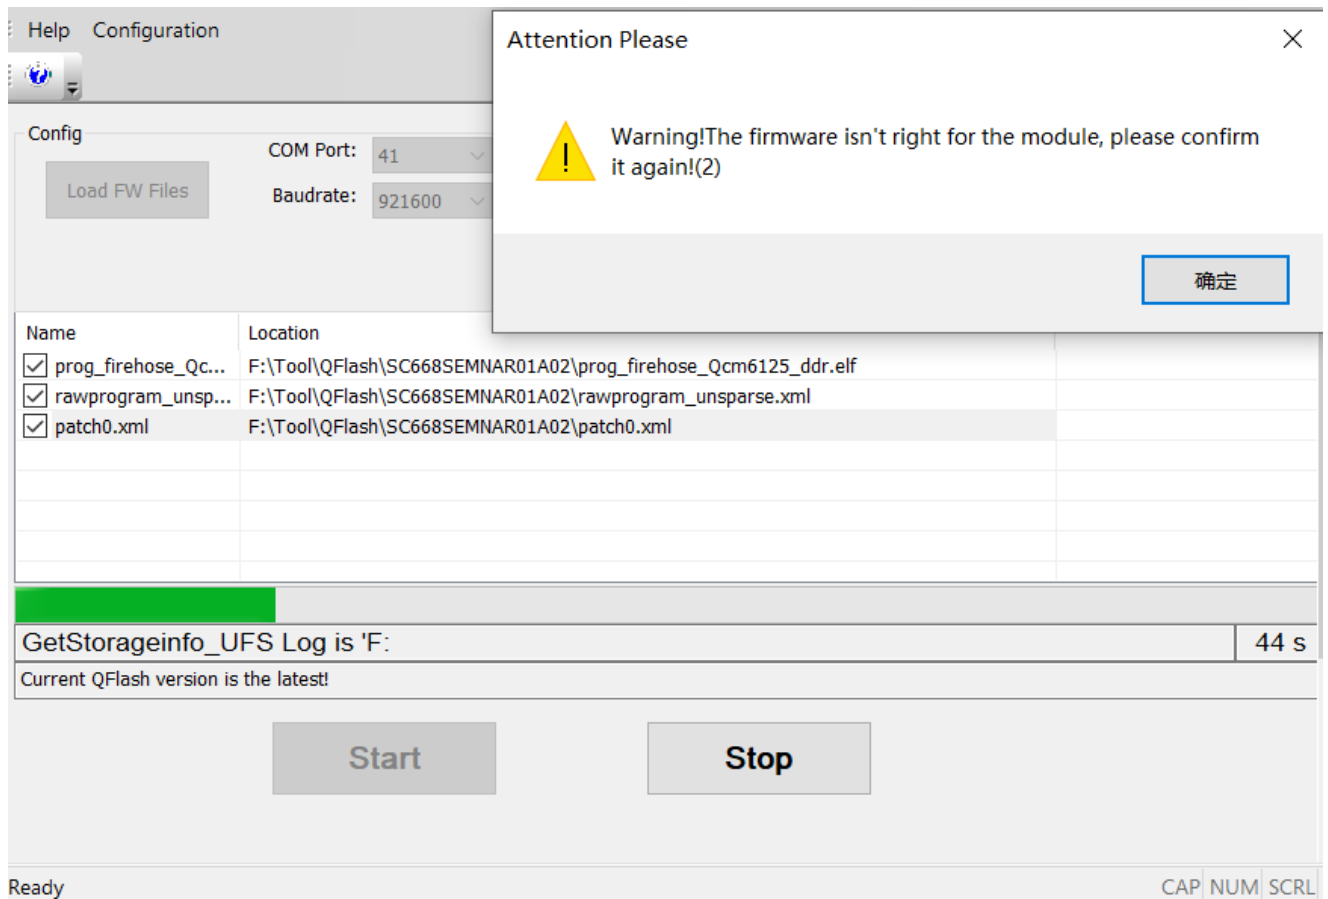 Help Configuration
Attention Please
Warning!The firmware isn't right for the module, please confirm
it again!(2)
确定
Config
Load FW Files
COM Port: 41
Baudrate: 921600
Name Location
prog_firehose_Qc... F:\Tool\QFlash\SC668SEMNAR01A02\prog_firehose_Qcm6125_ddr.elf
rawprogram_unsp... F:\Tool\QFlash\SC668SEMNAR01A02\rawprogram_unsparse.xml
patch0.xml F:\Tool\QFlash\SC668SEMNAR01A02\patch0.xml
GetStorageinfo_UFS Log is 'F: 44 s
Current QFlash version is the latest!
Start Stop
Ready CAP NUM SCRL